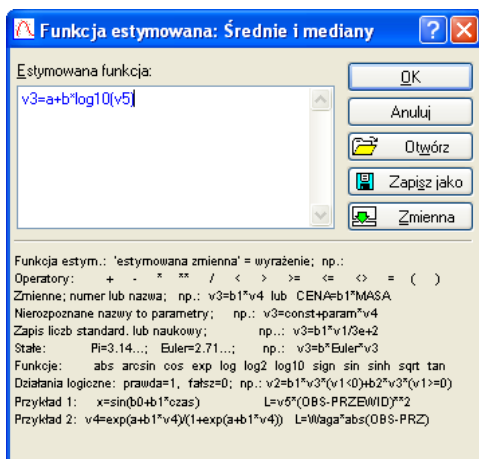 Funkcja estymowana: Średnie i mediany
Estymowana funkcja:
v3=a+b*log10(v5)
OK
Anuluj
Otwórz
Zapisz jako
Zmienna
Funkcja estym.: 'estymowana zmienna' = wyrażenie; np.:
Operatory: + - * ** / < > >= <= <> = ( )
Zmienne; numer lub nazwa; np.: v3=b1*v4 lub CENA=b1*MASA
Nierozpoznane nazwy to parametry; np.: v3=const+param*v4
Zapis liczb standard. lub naukowy; np..: v3=b1*v1/3e+2
Stałe: Pi=3.14...; Euler=2.71... np.: v3=b*Euler*v3
Funkcje: abs arcsin cos exp log log2 log10 sign sin sinh sqrt tan
Działania logiczne: prawda=1, fałsz=0; np.: v2=b1*v3*(v1<0)+b2*v3*(v1>=0)
Przykład 1: x=sin(b0+b1*czas) L=v5*(OBS-PRZEWID)**2
Przykład 2: v4=exp(a+b1*v4)/(1+exp(a+b1*v4)) L=Waga*abs(OBS-PRZ)